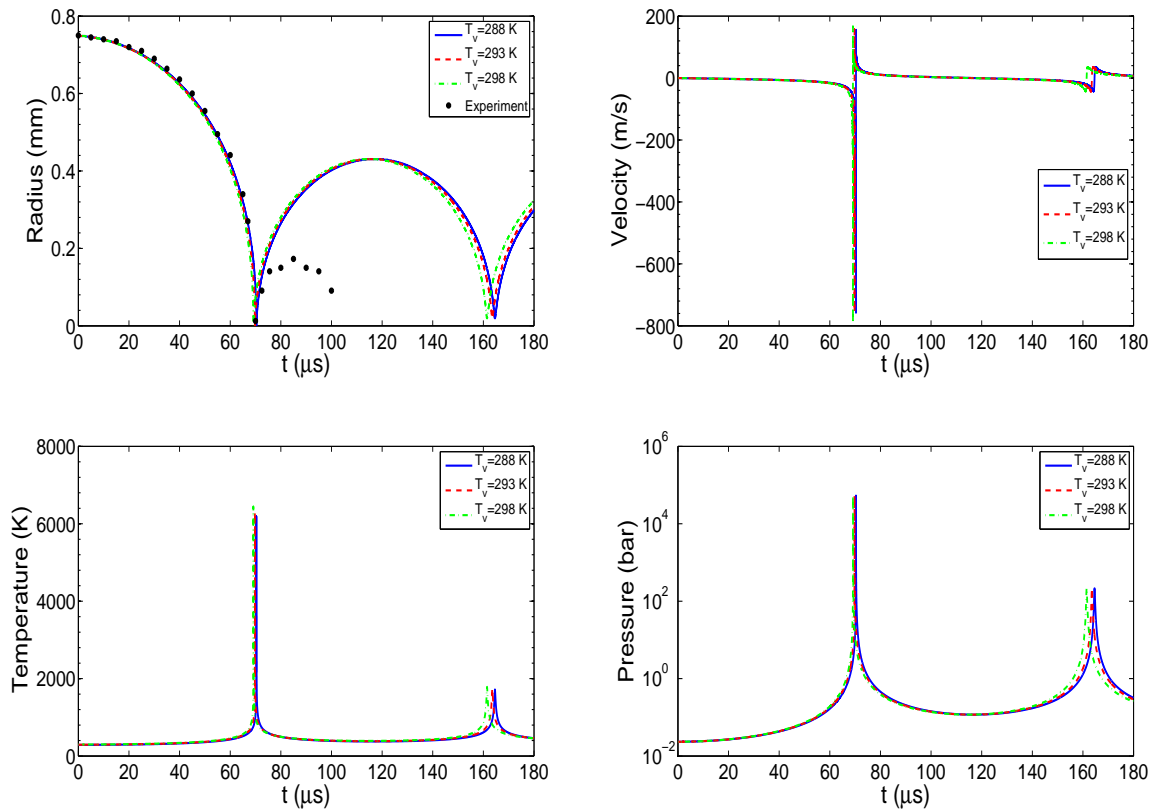 0.8
0.6
0.4
0.2
0
Radius (mm)
0 20 40 60 80 100 120 140 160 180
t (μs)
T_v=288 K
T_v=293 K
T_v=298 K
Experiment
200
0
−200
−400
−600
−800
Velocity (m/s)
0 20 40 60 80 100 120 140 160 180
t (μs)
T_v=288 K
T_v=293 K
T_v=298 K
8000
6000
4000
2000
0
Temperature (K)
0 20 40 60 80 100 120 140 160 180
t (μs)
T_v=288 K
T_v=293 K
T_v=298 K
10^6
10^4
10^2
10^0
10^−2
Pressure (bar)
0 20 40 60 80 100 120 140 160 180
t (μs)
T_v=288 K
T_v=293 K
T_v=298 K